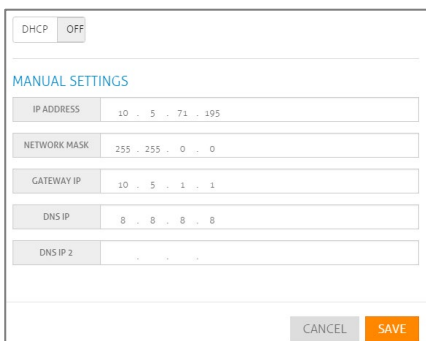 DHCP OFF
MANUAL SETTINGS
IP ADDRESS 10 . 5 . 71 . 195
NETWORK MASK 255 . 255 . 0 . 0
GATEWAY IP 10 . 5 . 1 . 1
DNS IP 8 . 8 . 8 . 8
DNS IP 2 . . .
CANCEL SAVE